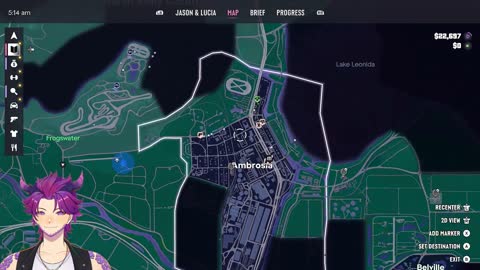 5:14 am
JASON & LUCIA MAP BRIEF PROGRESS
$22,697
$0
Lake Leonida
Frogswater
Ambrosia
RECENTER
2D VIEW
ADD MARKER
SET DESTINATION
EXIT
Belville